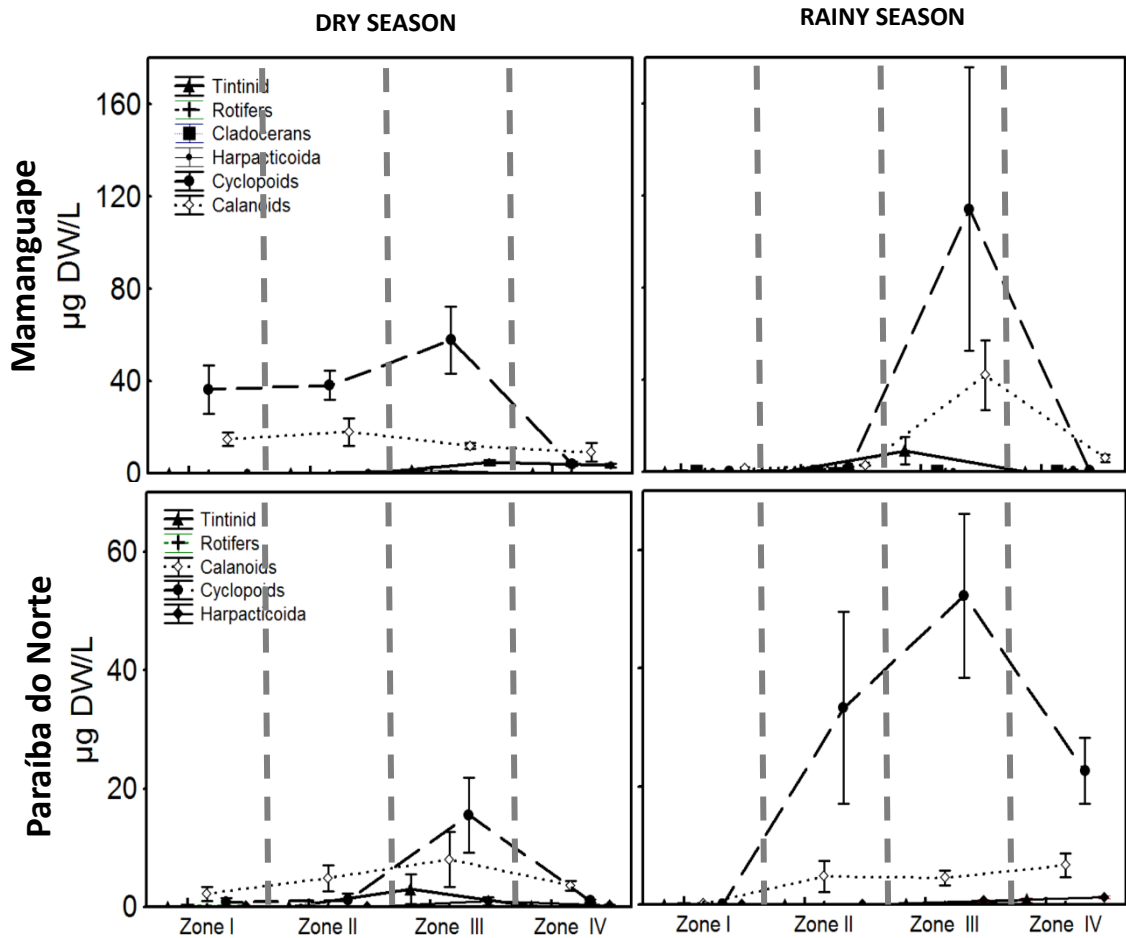 DRY SEASON
RAINY SEASON
Mamanguape
µg DW/L
160
120
80
40
0
Tintinid
Rotifers
Cladocerans
Harpacticoida
Cyclopoids
Calanoids
Paraíba do Norte
µg DW/L
60
40
20
0
Tintinid
Rotifers
Calanoids
Cyclopoids
Harpacticoida
Zone I
Zone II
Zone III
Zone IV
Zone I
Zone II
Zone III
Zone IV